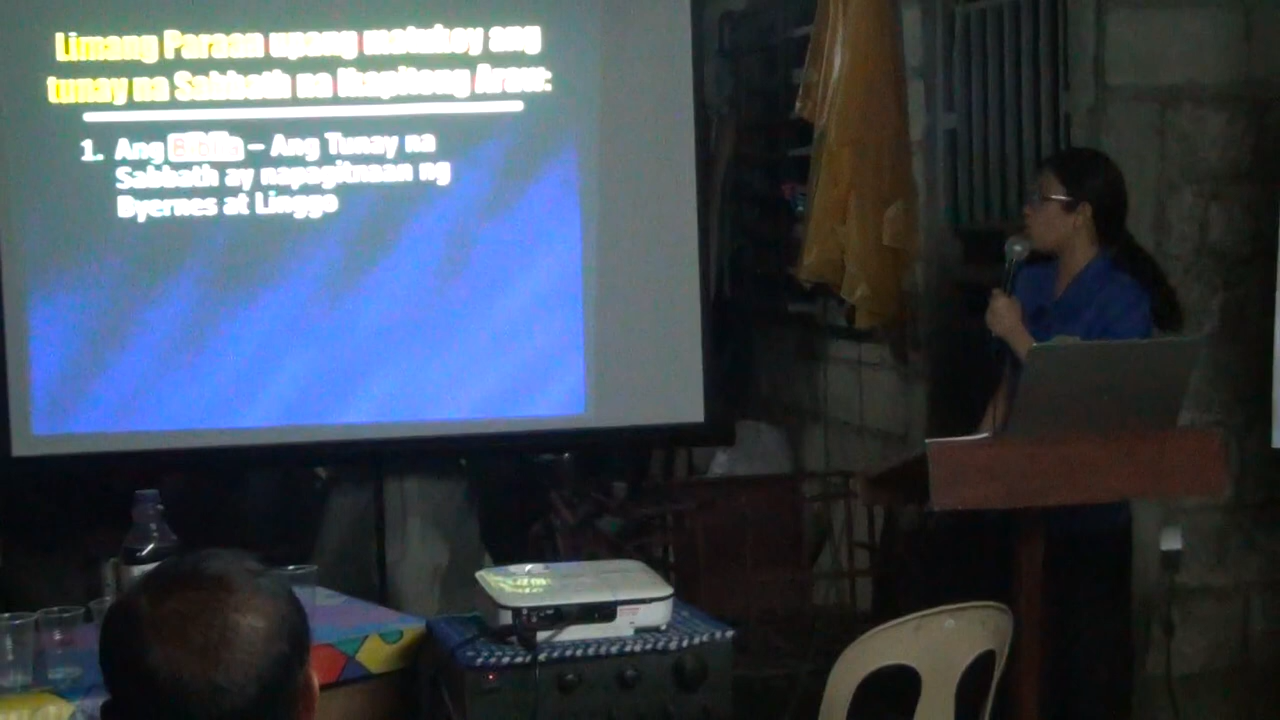 Limang Paraan upang matukoy ang
tunay na Sabbath na Ikapitong Araw:
1. Ang Biblia – Ang Tunay na
Sabbath ay napagitnaan ng
Byernes at Linggo